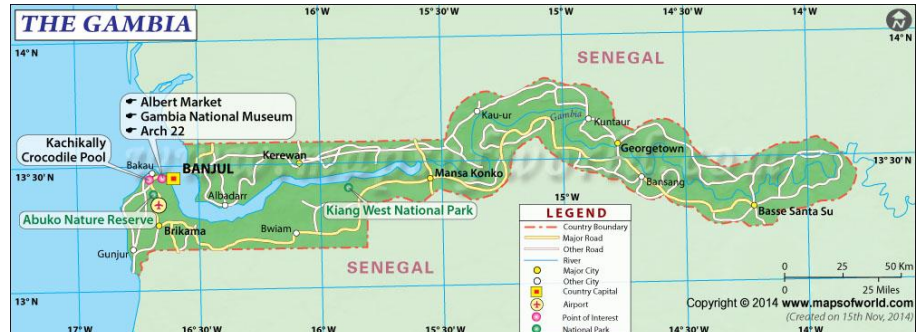 THE GAMBIA
16° W
15° 30' W
15° W
14° 30' W
14° W
N
14° N
14° N
SENEGAL
Albert Market
Gambia National Museum
Arch 22
Kachikally
Crocodile Pool
Bakau
BANJUL
Kerewan
Kau-ur
Gambia
Kuntaur
Georgetown
13° 30' N
13° 30' N
Albadarr
Mansa Konko
Bansang
Basse Santa Su
Abuko Nature Reserve
Kiang West National Park
Brikama
Bwiam
Gunjur
SENEGAL
15° W
LEGEND
Country Boundary
Major Road
Other Road
River
Major City
Other City
Country Capital
Airport
Point of Interest
National Park
0 25 50 Km
0 25 Miles
13° N
Copyright © 2014 www.mapsofworld.com
(Created on 15th Nov, 2014)
17° W
16° 30' W
16° W
15° 30' W
14° 30' W
14° W